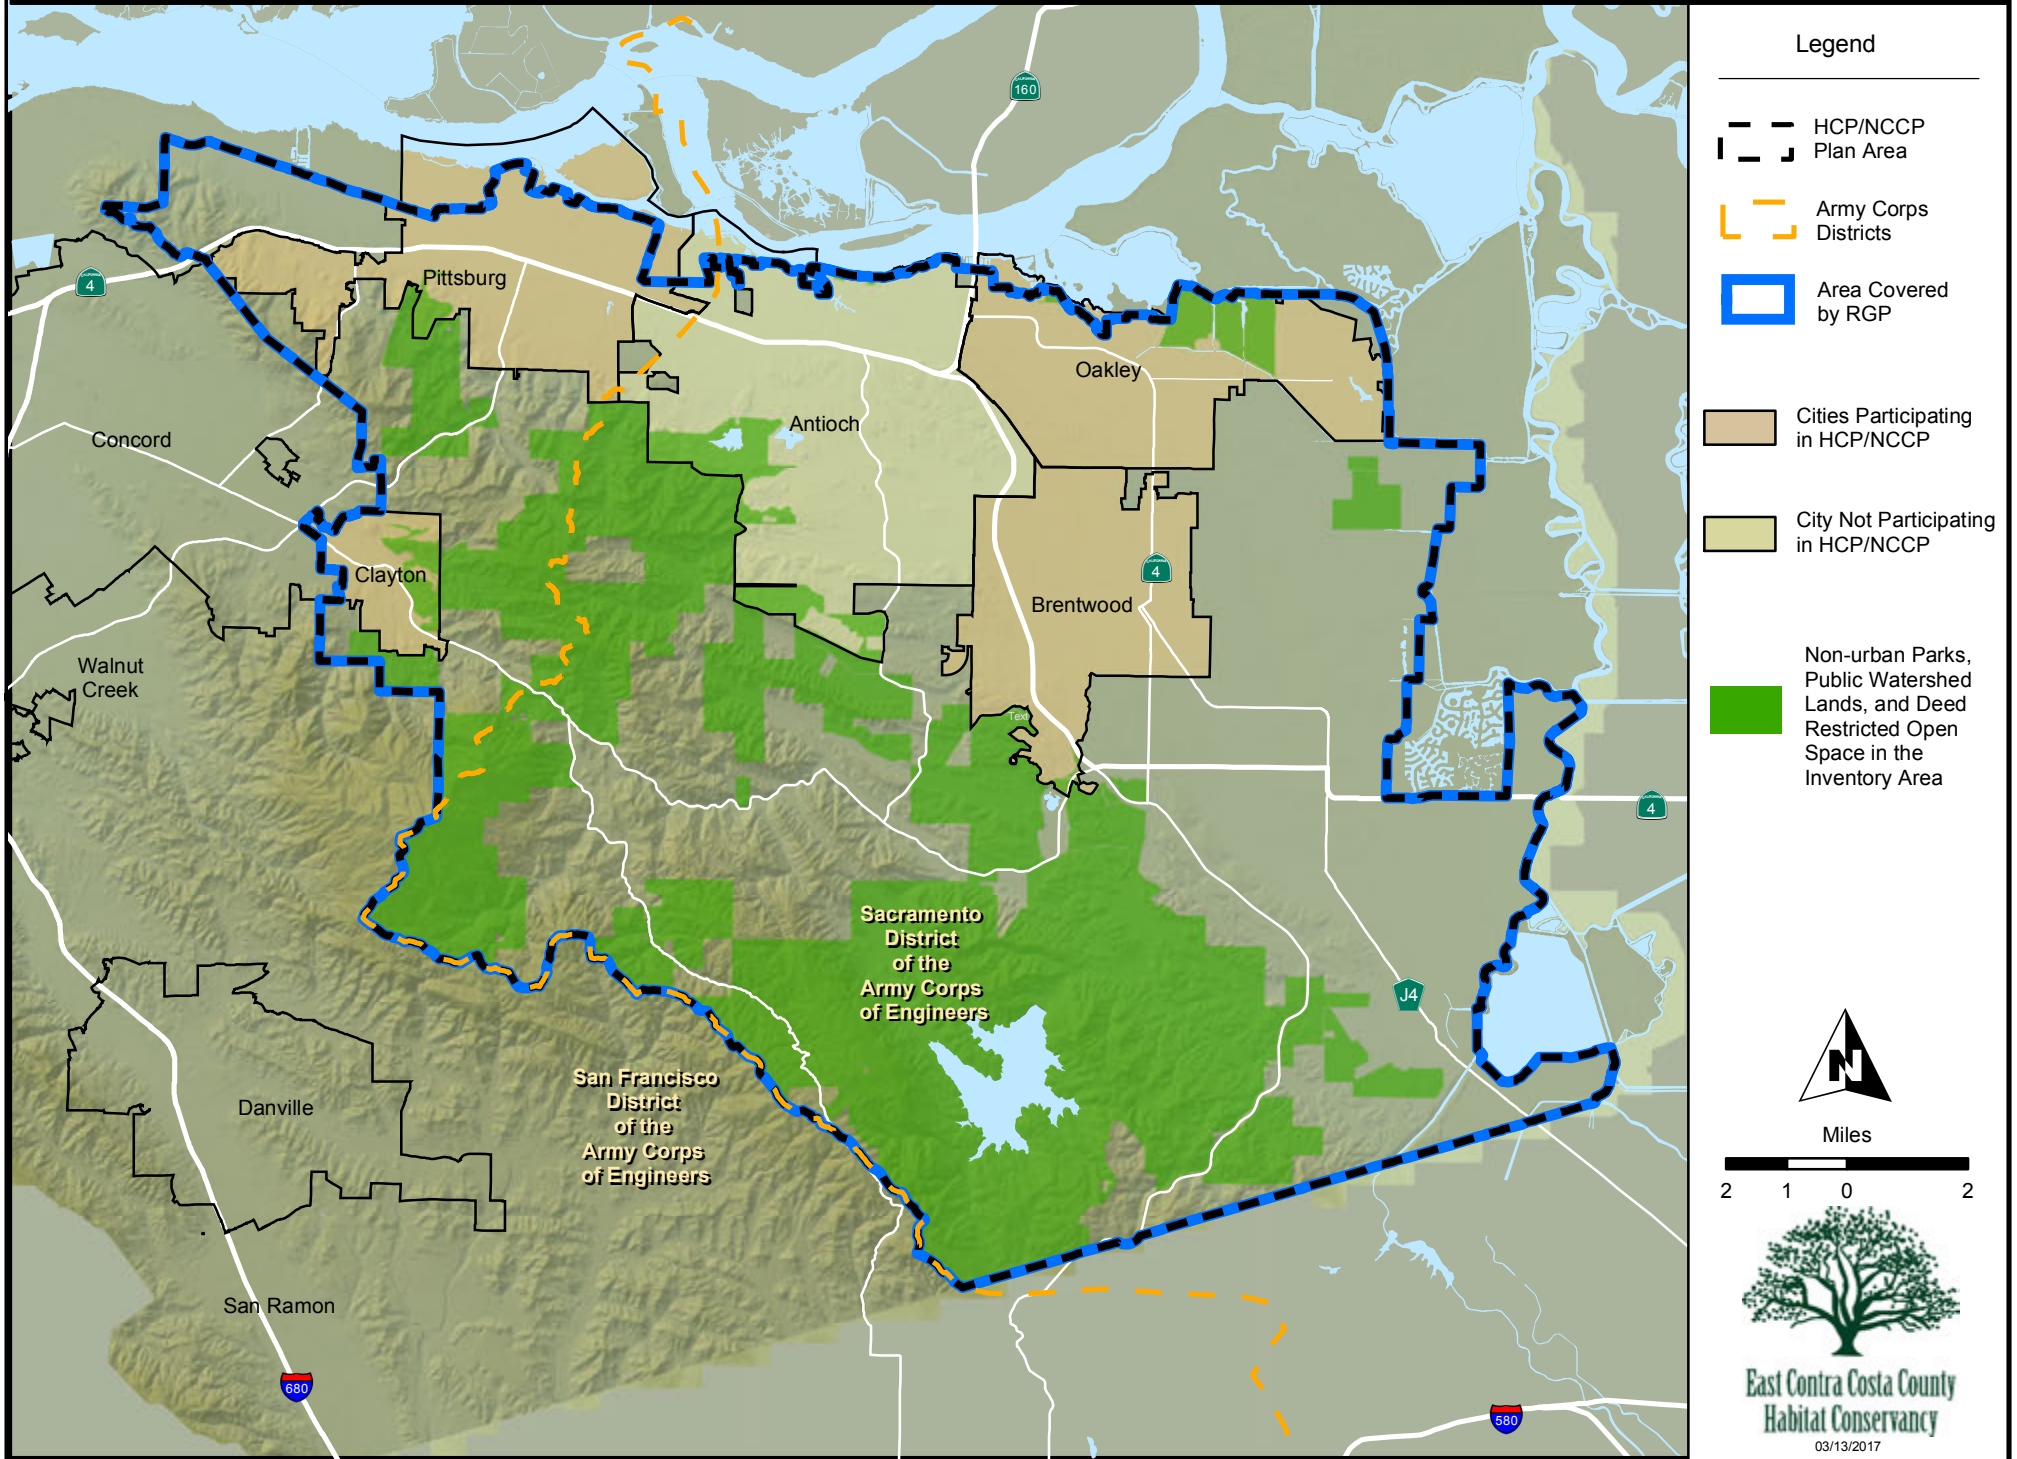 160
4
Pittsburg
Oakley
Antioch
Concord
Clayton
4
Brentwood
Walnut
Creek
Text
4
Sacramento
District
of the
Army Corps
of Engineers
J4
San Francisco
District
of the
Army Corps
of Engineers
Danville
San Ramon
680
580
Legend
HCP/NCCP
Plan Area
Army Corps
Districts
Area Covered
by RGP
Cities Participating
in HCP/NCCP
City Not Participating
in HCP/NCCP
Non-urban Parks,
Public Watershed
Lands, and Deed
Restricted Open
Space in the
Inventory Area
N
Miles
2 1 0 2
East Contra Costa County
Habitat Conservancy
03/13/2017